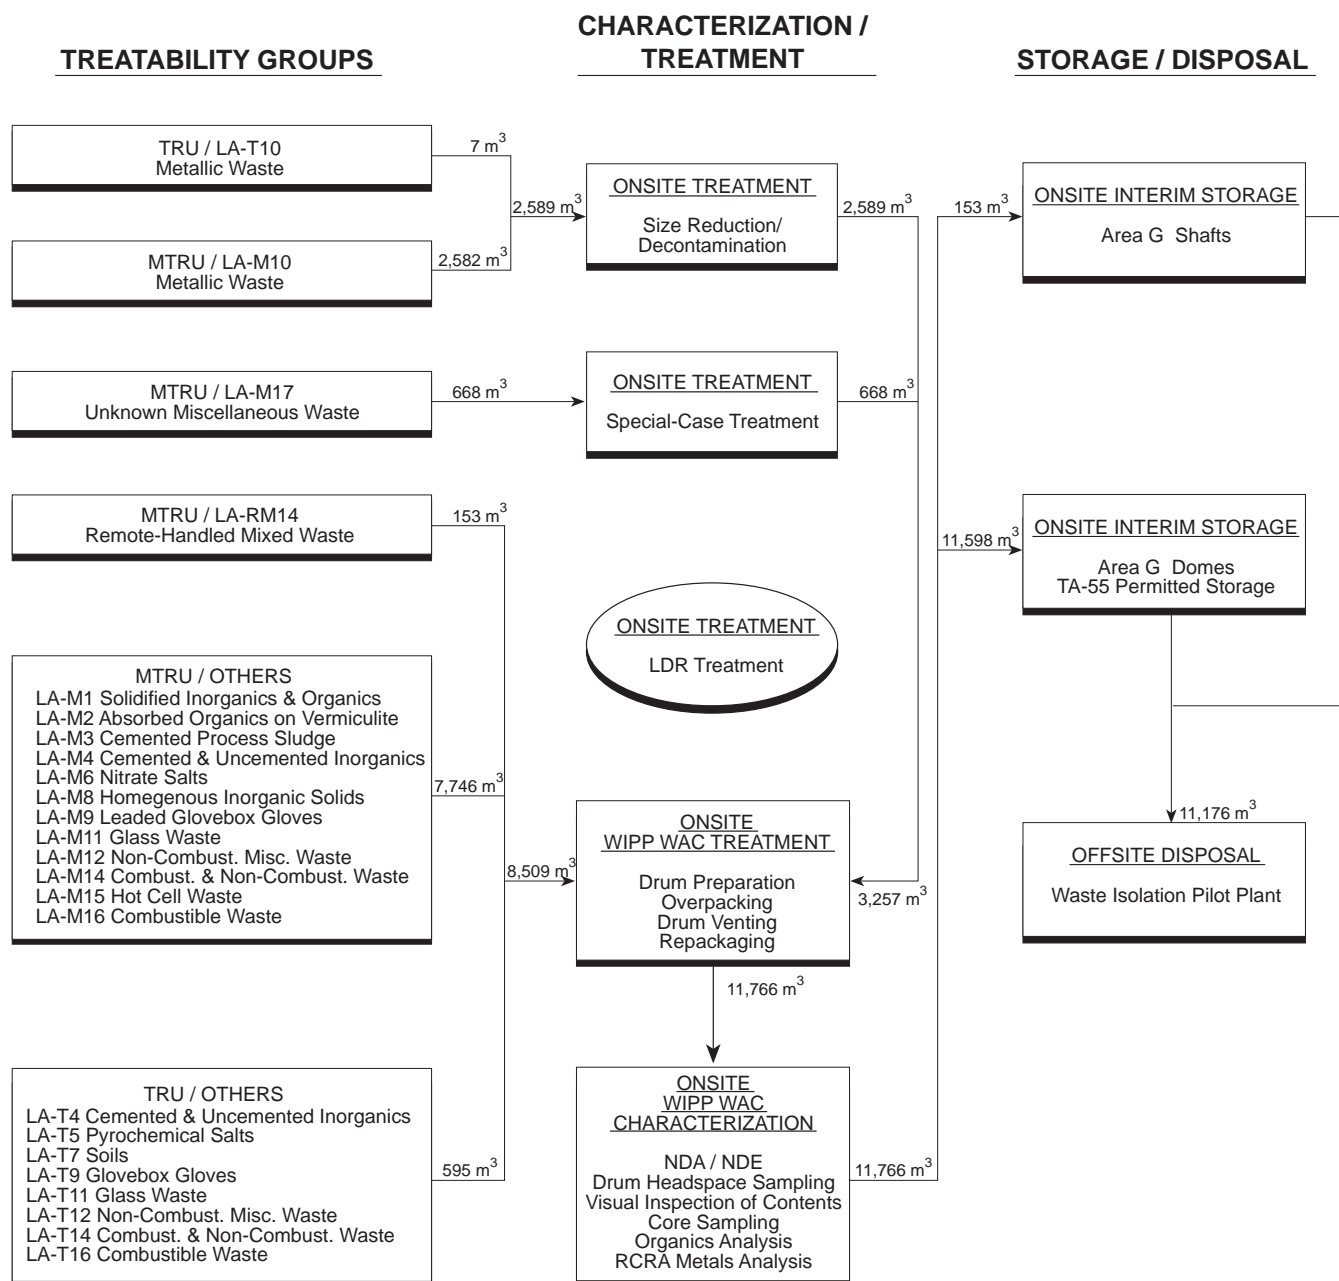 TREATABILITY GROUPS
CHARACTERIZATION /
TREATMENT
STORAGE / DISPOSAL
TRU / LA-T10
Metallic Waste
7 m³
MTRU / LA-M10
Metallic Waste
2,582 m³
2,589 m³
ONSITE TREATMENT
Size Reduction/
Decontamination
2,589 m³
MTRU / LA-M17
Unknown Miscellaneous Waste
668 m³
ONSITE TREATMENT
Special-Case Treatment
668 m³
MTRU / LA-RM14
Remote-Handled Mixed Waste
153 m³
ONSITE TREATMENT
LDR Treatment
MTRU / OTHERS
LA-M1 Solidified Inorganics & Organics
LA-M2 Absorbed Organics on Vermiculite
LA-M3 Cemented Process Sludge
LA-M4 Cemented & Uncemented Inorganics
LA-M6 Nitrate Salts
LA-M8 Homegenous Inorganic Solids
LA-M9 Leaded Glovebox Gloves
LA-M11 Glass Waste
LA-M12 Non-Combust. Misc. Waste
LA-M14 Combust. & Non-Combust. Waste
LA-M15 Hot Cell Waste
LA-M16 Combustible Waste
7,746 m³
8,509 m³
ONSITE
WIPP WAC TREATMENT
Drum Preparation
Overpacking
Drum Venting
Repackaging
3,257 m³
11,766 m³
TRU / OTHERS
LA-T4 Cemented & Uncemented Inorganics
LA-T5 Pyrochemical Salts
LA-T7 Soils
LA-T9 Glovebox Gloves
LA-T11 Glass Waste
LA-T12 Non-Combust. Misc. Waste
LA-T14 Combust. & Non-Combust. Waste
LA-T16 Combustible Waste
595 m³
ONSITE
WIPP WAC
CHARACTERIZATION
NDA / NDE
Drum Headspace Sampling
Visual Inspection of Contents
Core Sampling
Organics Analysis
RCRA Metals Analysis
11,766 m³
153 m³
ONSITE INTERIM STORAGE
Area G Shafts
11,598 m³
ONSITE INTERIM STORAGE
Area G Domes
TA-55 Permitted Storage
11,176 m³
OFFSITE DISPOSAL
Waste Isolation Pilot Plant